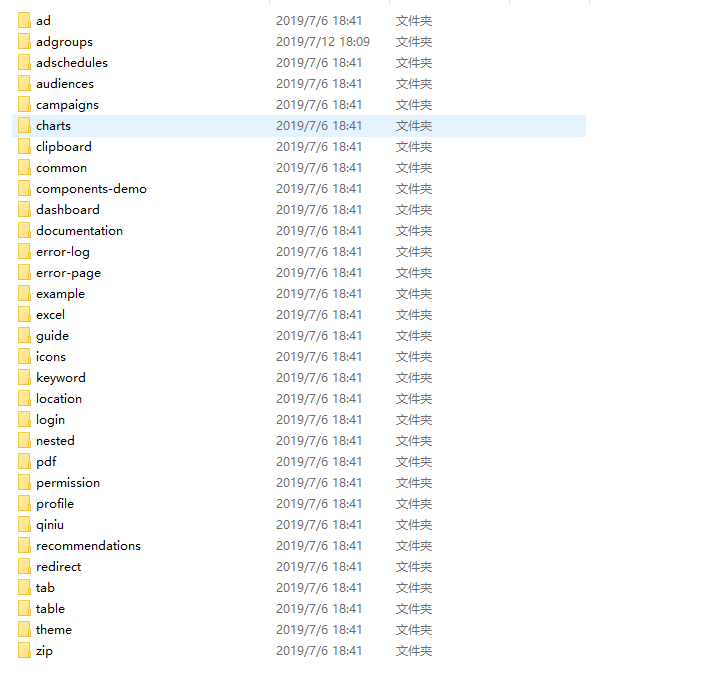 ad 2019/7/6 18:41 文件夹
adgroups 2019/7/12 18:09 文件夹
adschedules 2019/7/6 18:41 文件夹
audiences 2019/7/6 18:41 文件夹
campaigns 2019/7/6 18:41 文件夹
charts 2019/7/6 18:41 文件夹
clipboard 2019/7/6 18:41 文件夹
common 2019/7/6 18:41 文件夹
components-demo 2019/7/6 18:41 文件夹
dashboard 2019/7/6 18:41 文件夹
documentation 2019/7/6 18:41 文件夹
error-log 2019/7/6 18:41 文件夹
error-page 2019/7/6 18:41 文件夹
example 2019/7/6 18:41 文件夹
excel 2019/7/6 18:41 文件夹
guide 2019/7/6 18:41 文件夹
icons 2019/7/6 18:41 文件夹
keyword 2019/7/6 18:41 文件夹
location 2019/7/6 18:41 文件夹
login 2019/7/6 18:41 文件夹
nested 2019/7/6 18:41 文件夹
pdf 2019/7/6 18:41 文件夹
permission 2019/7/6 18:41 文件夹
profile 2019/7/6 18:41 文件夹
qiniu 2019/7/6 18:41 文件夹
recommendations 2019/7/6 18:41 文件夹
redirect 2019/7/6 18:41 文件夹
tab 2019/7/6 18:41 文件夹
table 2019/7/6 18:41 文件夹
theme 2019/7/6 18:41 文件夹
zip 2019/7/6 18:41 文件夹